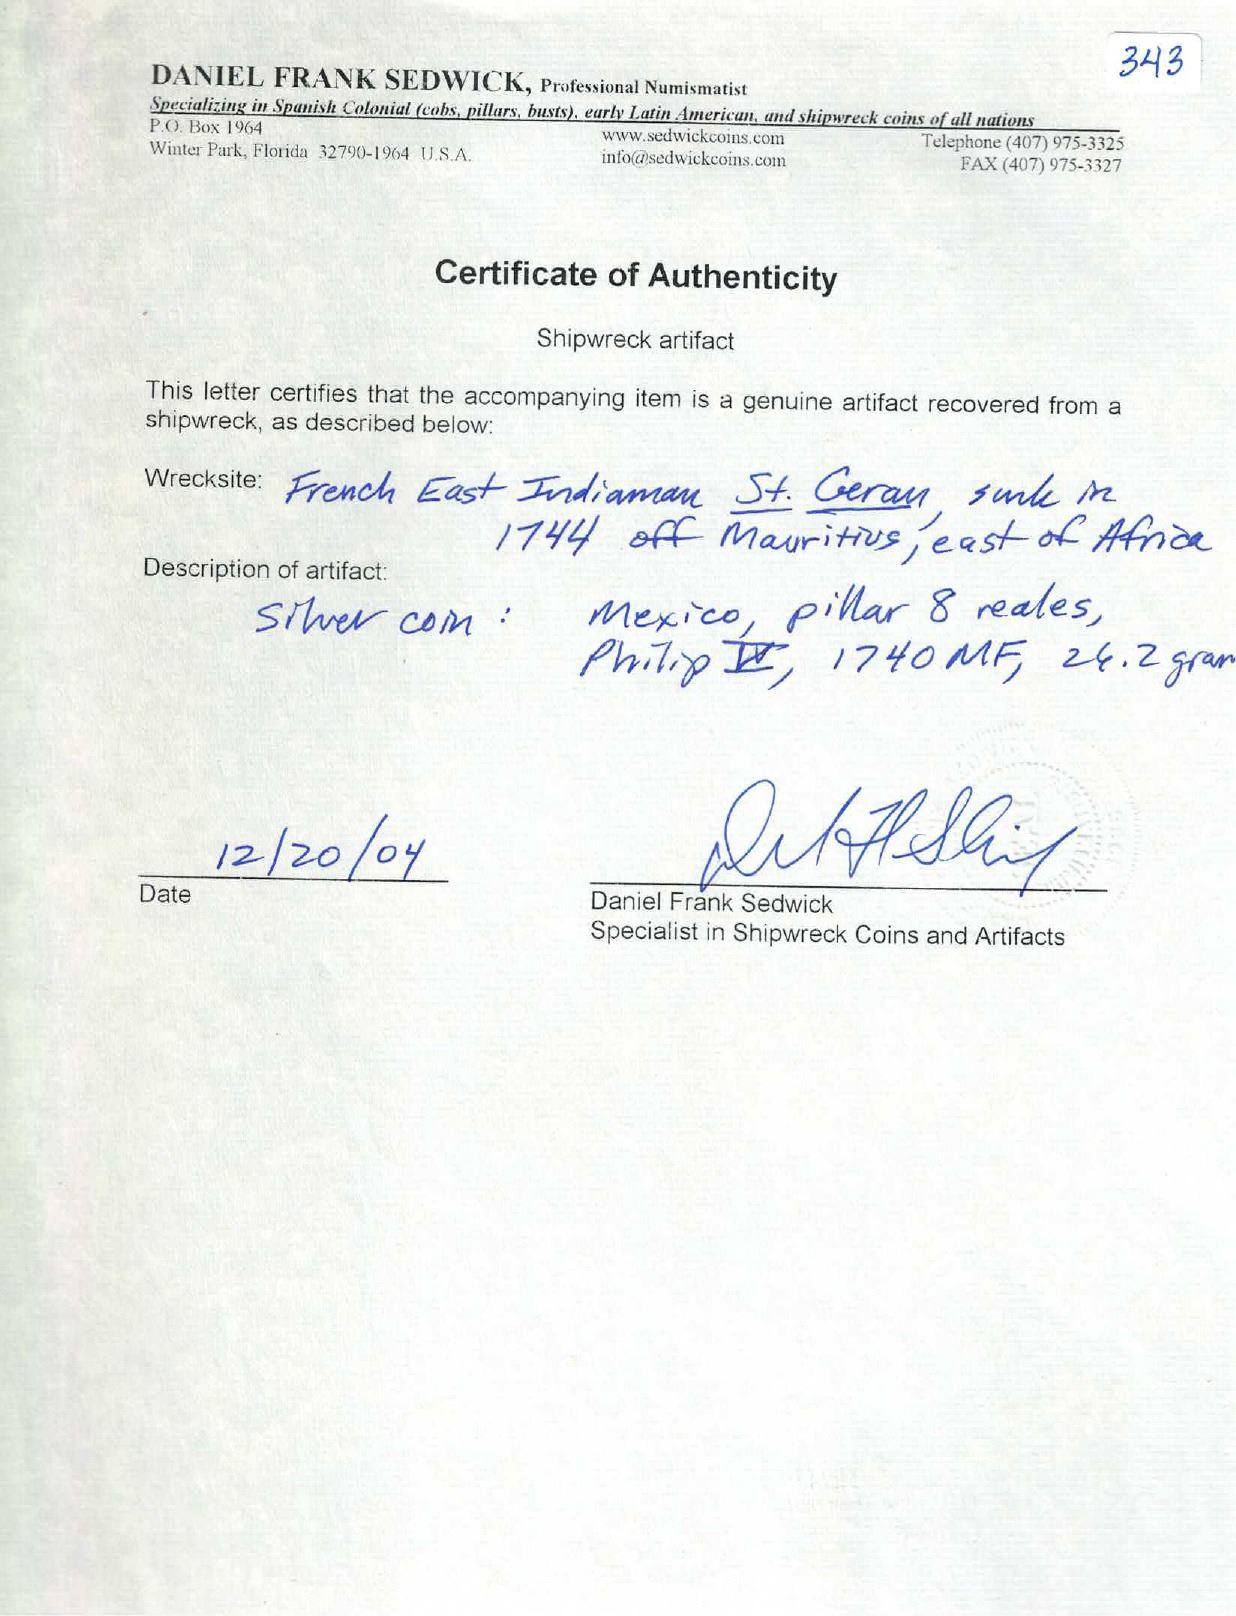 343
DANIEL FRANK SEDWICK, Professional Numismatist
Specializing in Spanish Colonial (cobs, pillars, busts), early Latin American, and shipwreck coins of all nations
P.O. Box 1964 www.sedwickcoins.com Telephone (407) 975-3325
Winter Park, Florida 32790-1964 U.S.A. info@sedwickcoins.com FAX (407) 975-3327
Certificate of Authenticity
Shipwreck artifact
This letter certifies that the accompanying item is a genuine artifact recovered from a
shipwreck, as described below:
Wrecksite: French East Indiaman St. Geran, sunk in
1744 off Mauritius, east of Africa
Description of artifact:
Silver coin: Mexico, pillar 8 reales,
Philip V, 1740 MF, 26.2 gram
12/20/04
Date
Daniel Frank Sedwick
Specialist in Shipwreck Coins and Artifacts